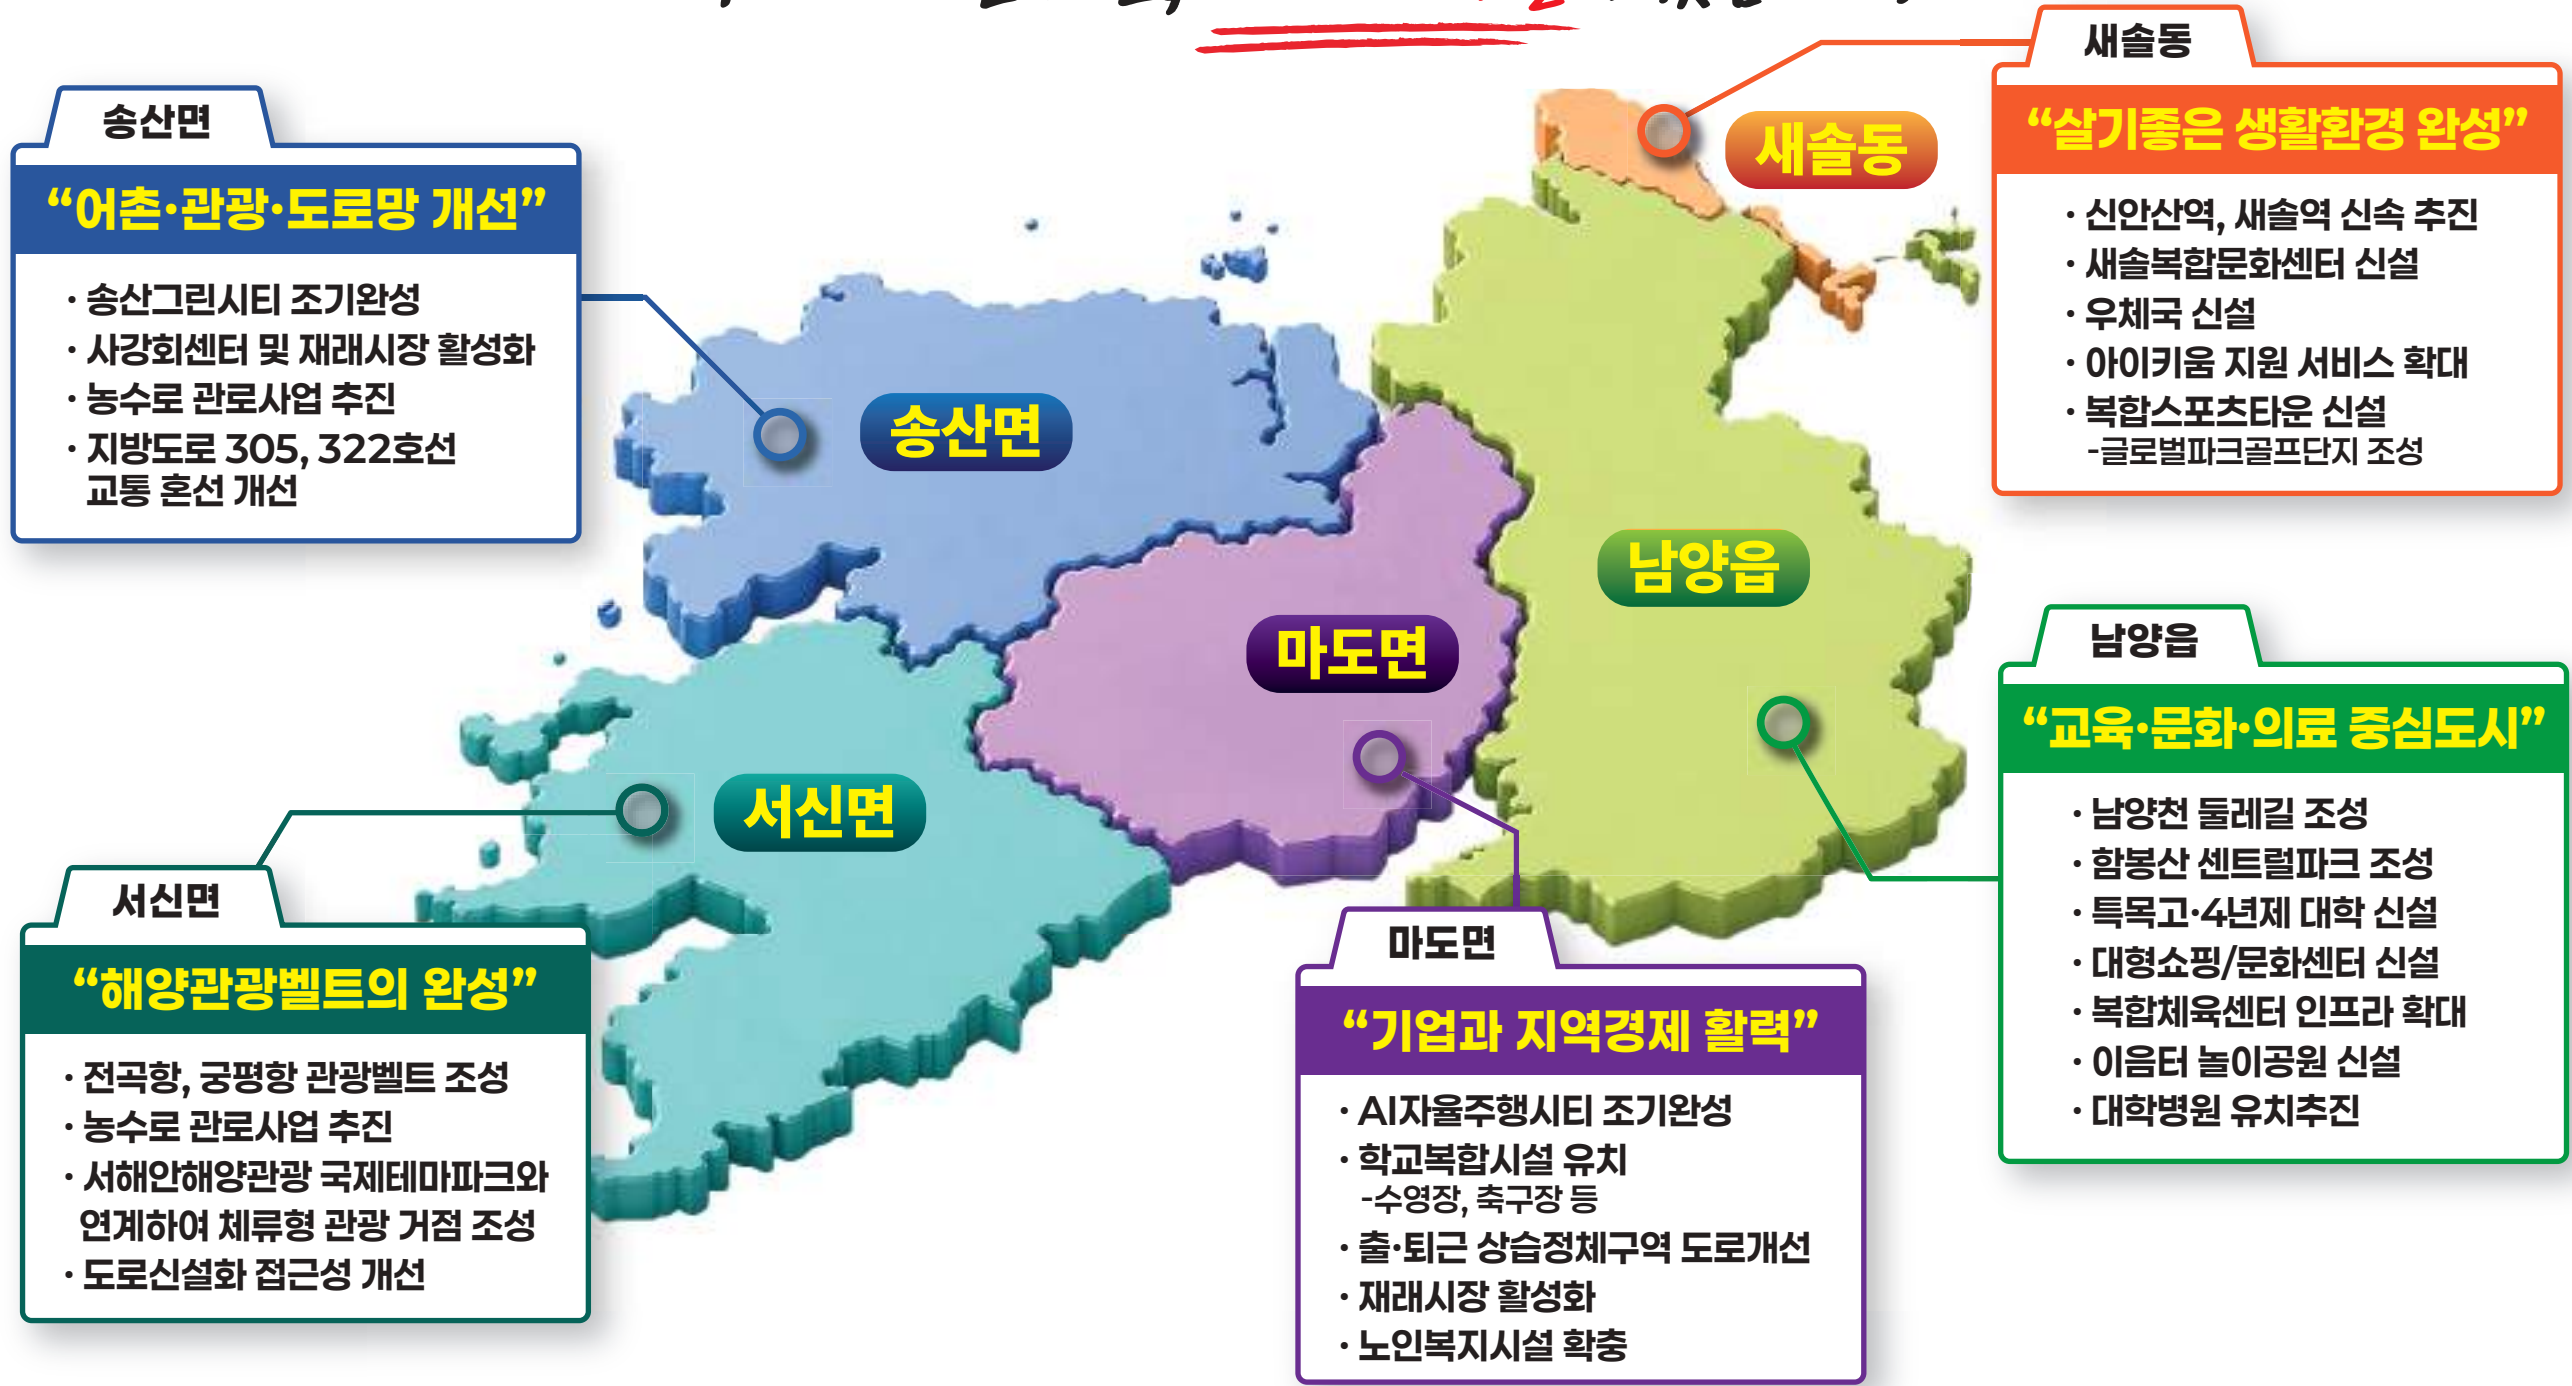 새솔동
“살기좋은 생활환경 완성”
· 신안산역, 새솔역 신속 추진
· 새솔복합문화센터 신설
· 우체국 신설
· 아이키움 지원 서비스 확대
· 복합스포츠타운 신설
-글로벌파크골프단지 조성
송산면
“어촌·관광·도로망 개선”
· 송산그린시티 조기완성
· 사강회센터 및 재래시장 활성화
· 농수로 관로사업 추진
· 지방도로 305, 322호선
교통 혼선 개선
새솔동
송산면
남양읍
마도면
서신면
남양읍
“교육·문화·의료 중심도시”
· 남양천 둘레길 조성
· 함봉산 센트럴파크 조성
· 특목고·4년제 대학 신설
· 대형쇼핑/문화센터 신설
· 복합체육센터 인프라 확대
· 이음터 놀이공원 신설
· 대학병원 유치추진
서신면
“해양관광벨트의 완성”
· 전곡항, 궁평항 관광벨트 조성
· 농수로 관로사업 추진
· 서해안해양관광 국제테마파크와
연계하여 체류형 관광 거점 조성
· 도로신설화 접근성 개선
마도면
“기업과 지역경제 활력”
· AI자율주행시티 조기완성
· 학교복합시설 유치
-수영장, 축구장 등
· 출·퇴근 상습정체구역 도로개선
· 재래시장 활성화
· 노인복지시설 확충